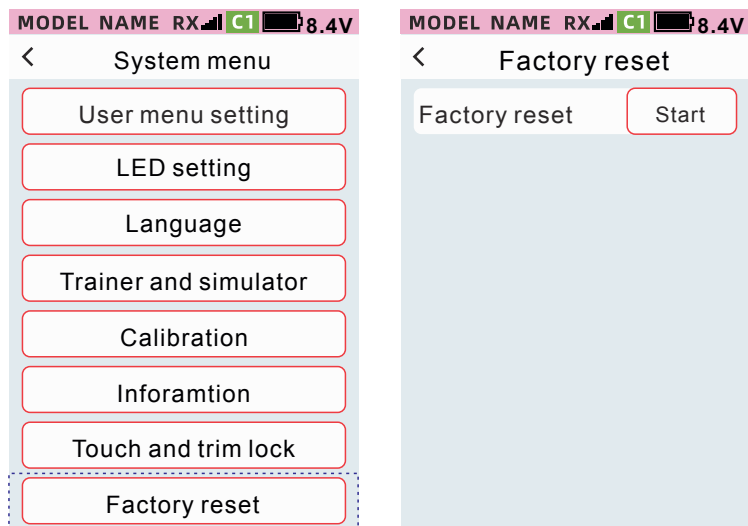 MODEL NAME RX C1 8.4V
System menu
User menu setting
LED setting
Language
Trainer and simulator
Calibration
Inforamtion
Touch and trim lock
Factory reset
MODEL NAME RX C1 8.4V
Factory reset
Factory reset Start